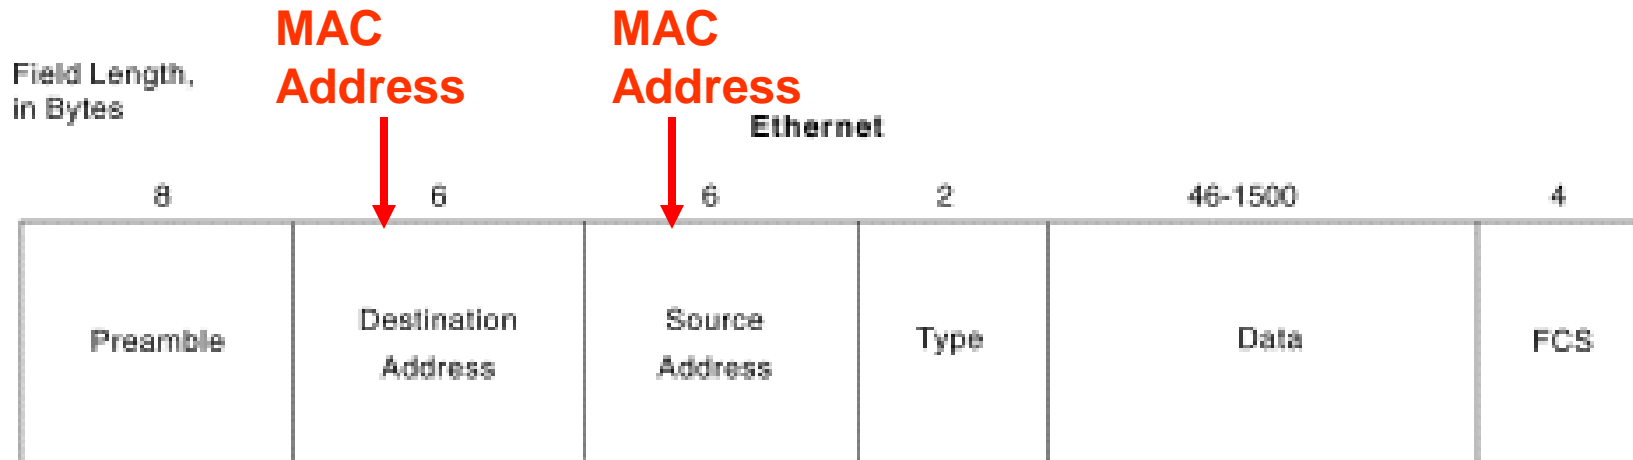 MAC
Address
MAC
Address
Field Length,
in Bytes
Ethernet
8 6 6 2 46-1500 4
Preamble
Destination
Address
Source
Address
Type
Data
FCS